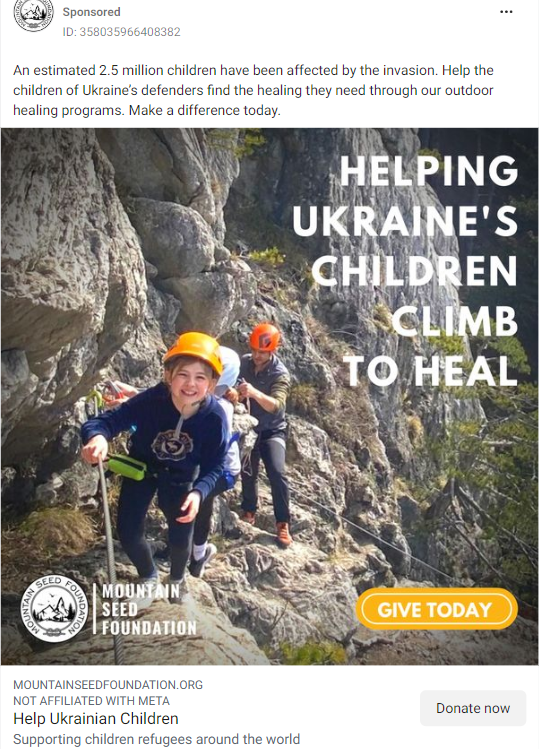 Sponsored
ID: 358035966408382
An estimated 2.5 million children have been affected by the invasion. Help the
children of Ukraine's defenders find the healing they need through our outdoor
healing programs. Make a difference today.
HELPING
UKRAINE'S
CHILDREN
CLIMB
TO HEAL
MOUNTAIN SEED FOUNDATION
MOUNTAIN
SEED
FOUNDATION
GIVE TODAY
MOUNTAINSEEDFOUNDATION.ORG
NOT AFFILIATED WITH META
Help Ukrainian Children
Donate now
Supporting children refugees around the world